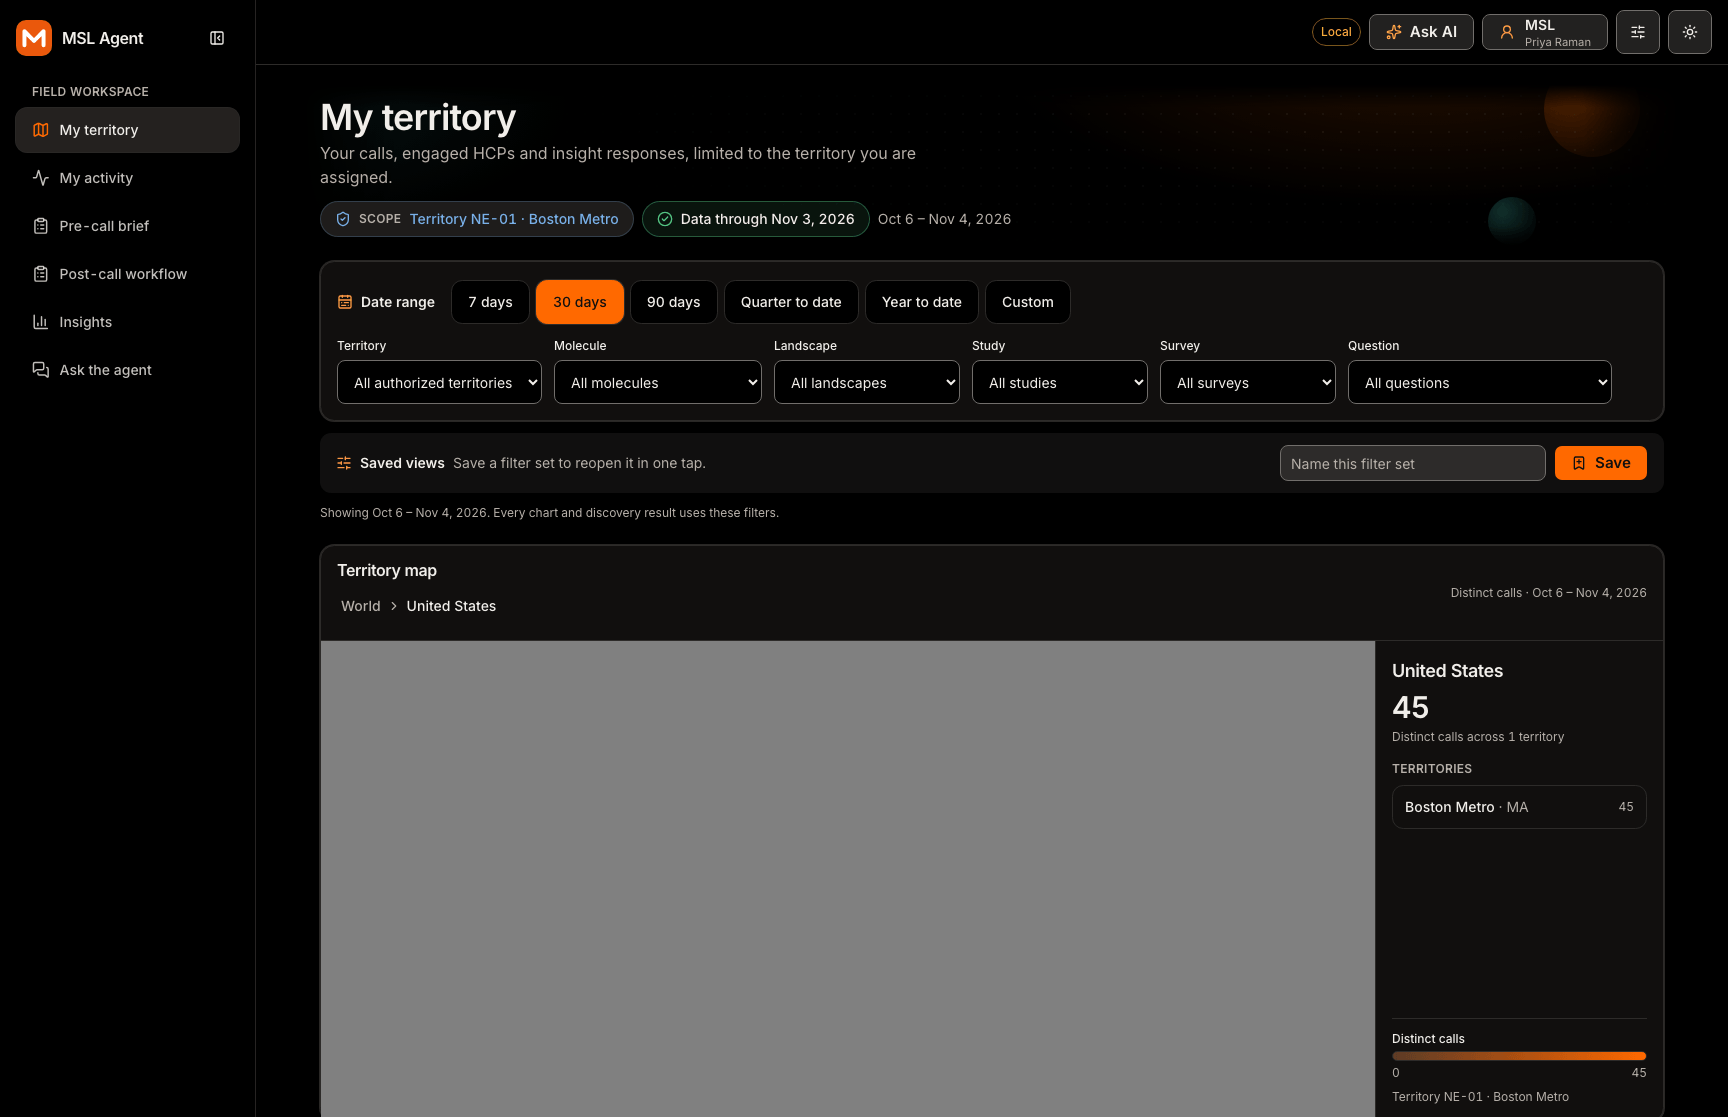 MSL Agent
Local
Ask AI
MSL
Priya Raman
FIELD WORKSPACE
My territory
My activity
Pre-call brief
Post-call workflow
Insights
Ask the agent
My territory
Your calls, engaged HCPs and insight responses, limited to the territory you are
assigned.
SCOPE Territory NE-01 · Boston Metro
Data through Nov 3, 2026
Oct 6 – Nov 4, 2026
Date range
7 days
30 days
90 days
Quarter to date
Year to date
Custom
Territory
Molecule
Landscape
Study
Survey
Question
All authorized territories
All molecules
All landscapes
All studies
All surveys
All questions
Saved views Save a filter set to reopen it in one tap.
Name this filter set
Save
Showing Oct 6 – Nov 4, 2026. Every chart and discovery result uses these filters.
Territory map
World > United States
Distinct calls · Oct 6 – Nov 4, 2026
United States
45
Distinct calls across 1 territory
TERRITORIES
Boston Metro · MA 45
Distinct calls
0 45
Territory NE-01 · Boston Metro